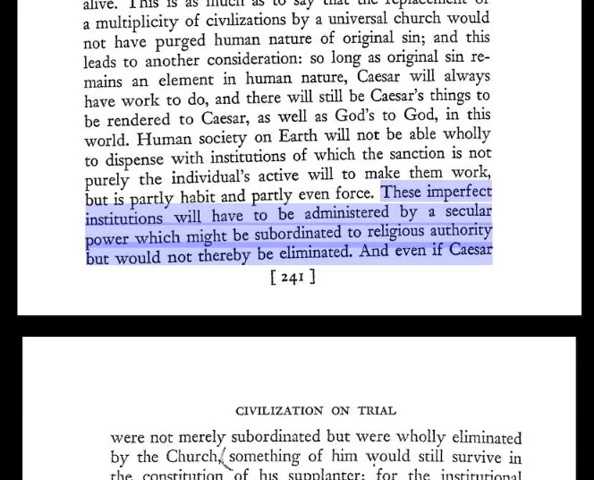 alive. This is as much as to say that the replacement of
a multiplicity of civilizations by a universal church would
not have purged human nature of original sin; and this
leads to another consideration: so long as original sin re-
mains an element in human nature, Caesar will always
have work to do, and there will still be Caesar's things to
be rendered to Caesar, as well as God's to God, in this
world. Human society on Earth will not be able wholly
to dispense with institutions of which the sanction is not
purely the individual's active will to make them work,
but is partly habit and partly even force. These imperfect
institutions will have to be administered by a secular
power which might be subordinated to religious authority
but would not thereby be eliminated. And even if Caesar
[ 241 ]
CIVILIZATION ON TRIAL
were not merely subordinated but were wholly eliminated
by the Church, something of him would still survive in
the constitution of his supplanter; for the institutional